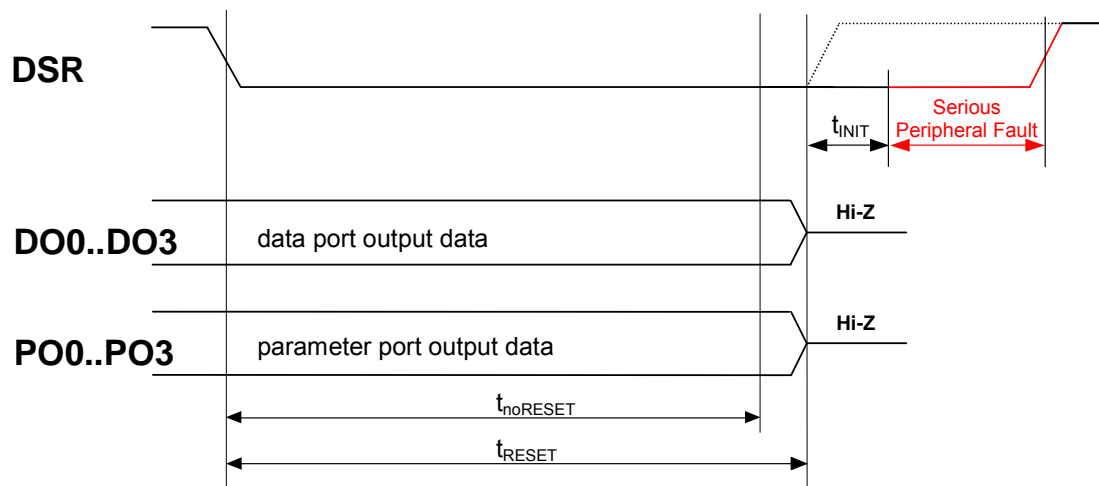 DSR
Serious
Peripheral Fault
tINIT
Hi-Z
DO0..DO3
data port output data
Hi-Z
PO0..PO3
parameter port output data
tnoRESET
tRESET